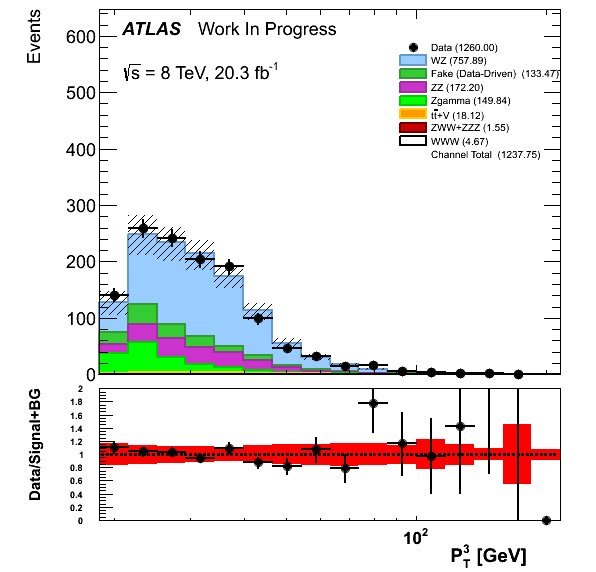 Events
ATLAS Work In Progress
√s = 8 TeV, 20.3 fb-1
Data (1260.00)
WZ (757.89)
Fake (Data-Driven) (133.47)
ZZ (172.20)
Zgamma (149.84)
tt̄+V (18.12)
ZWW+ZZZ (1.55)
WWW (4.67)
Channel Total (1237.75)
600
500
400
300
200
100
0
Data/Signal+BG
2
1.8
1.6
1.4
1.2
1
0.8
0.6
0.4
0.2
0
10²
P³T [GeV]